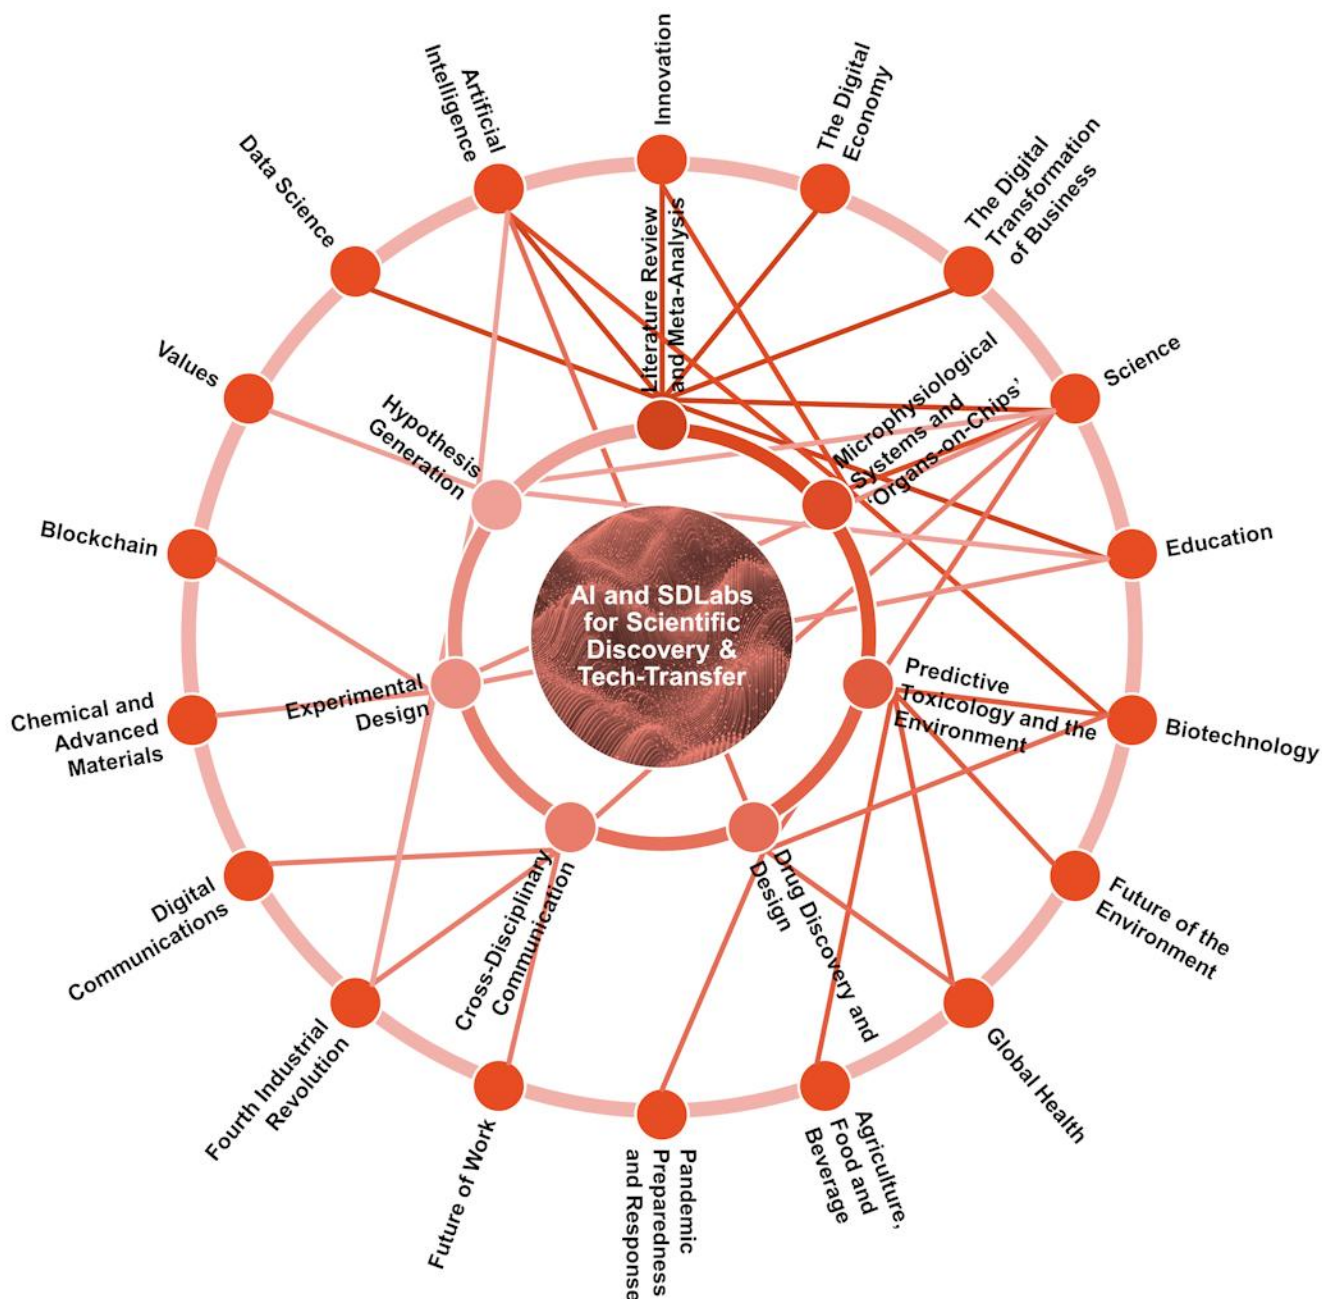 Innovation
The Digital
Economy
The Digital
Transformation
of Business
Science
Education
Biotechnology
Future of the
Environment
Global Health
Agriculture,
Food and
Beverage
Pandemic
Preparedness
and Response
Future of Work
Fourth Industrial
Revolution
Digital
Communications
Chemical and
Advanced
Materials
Blockchain
Values
Data Science
Artificial
Intelligence
Literature Review
and Meta-Analysis
Microphysiological
Systems and
‘Organs-on-Chips’
Predictive
Toxicology and the
Environment
Drug Discovery and
Design
Cross-Disciplinary
Communication
Experimental
Design
Hypothesis
Generation
AI and SDLabs
for Scientific
Discovery &
Tech-Transfer